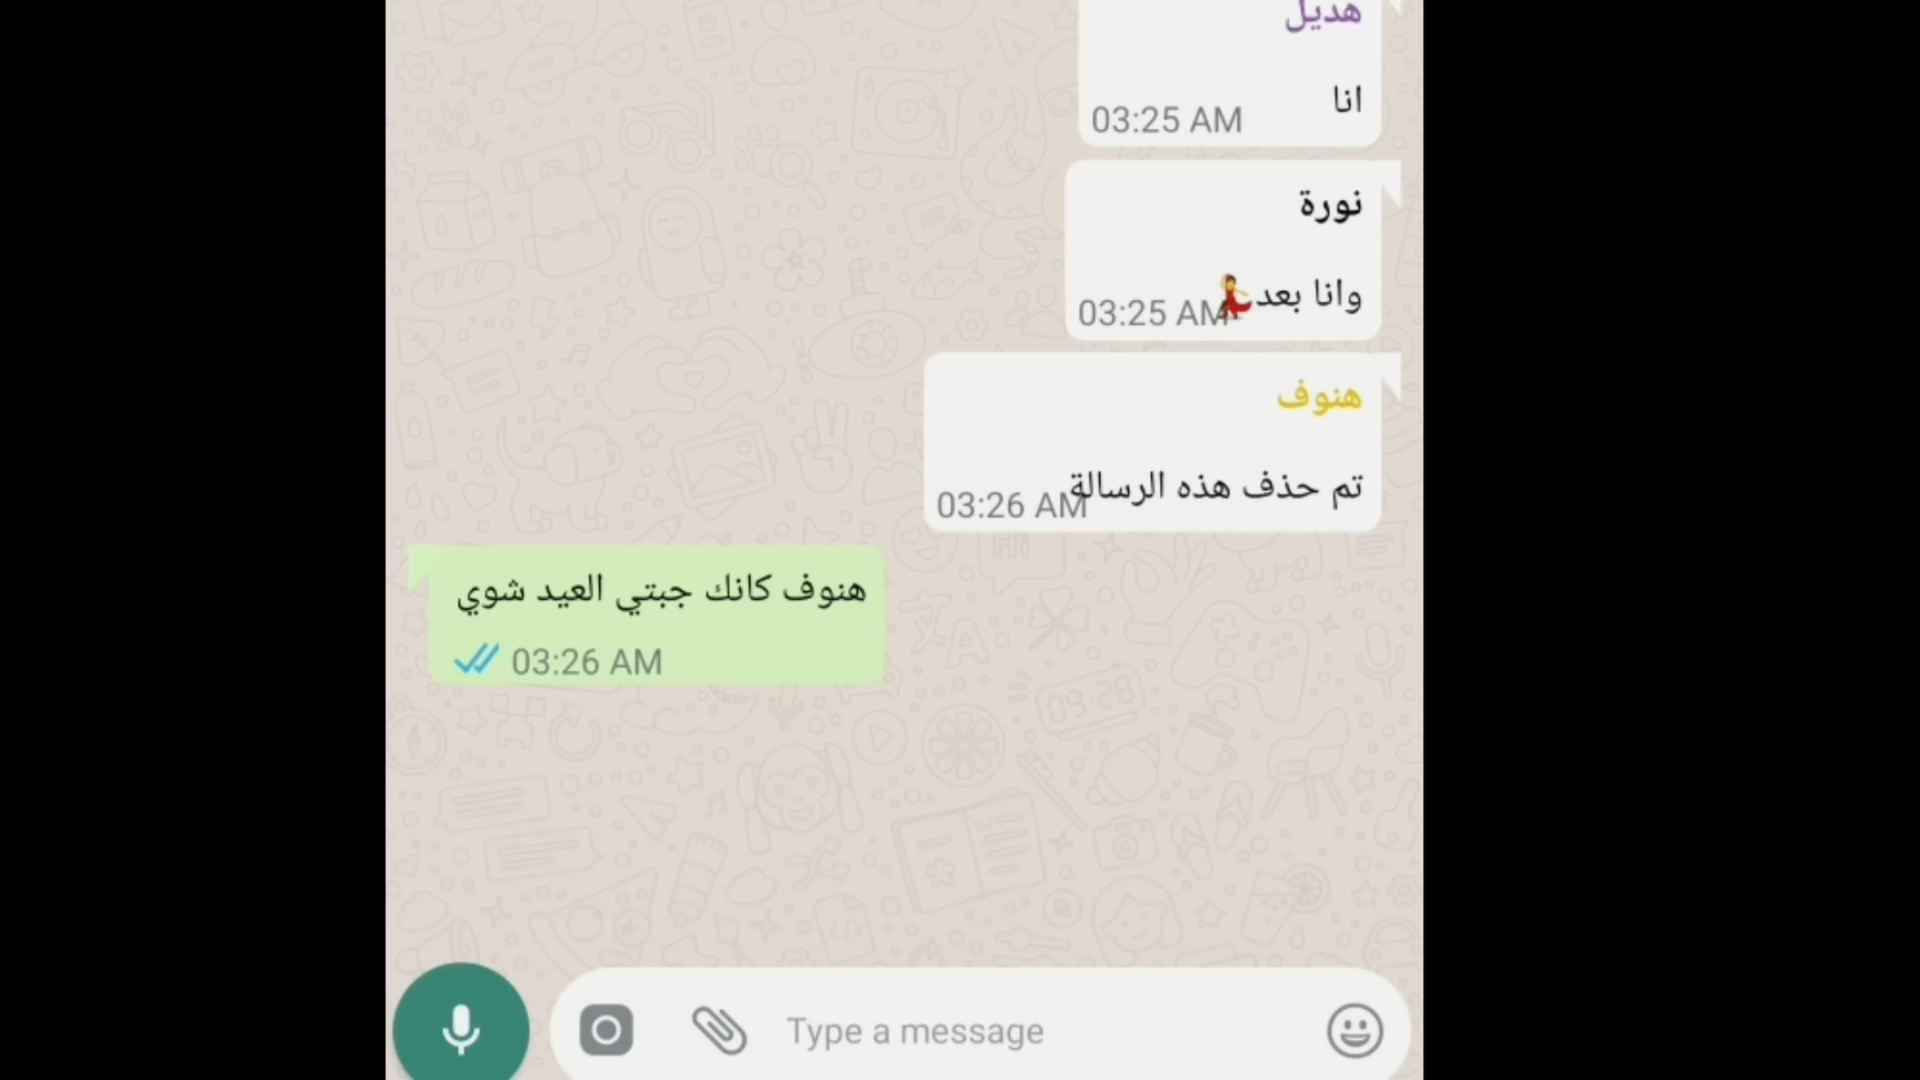 هديل
انا
03:25 AM
نورة
وانا بعد💃
03:25 AM
هنوف
تم حذف هذه الرسالة
03:26 AM
هنوف كانك جبتي العيد شوي
03:26 AM
Type a message